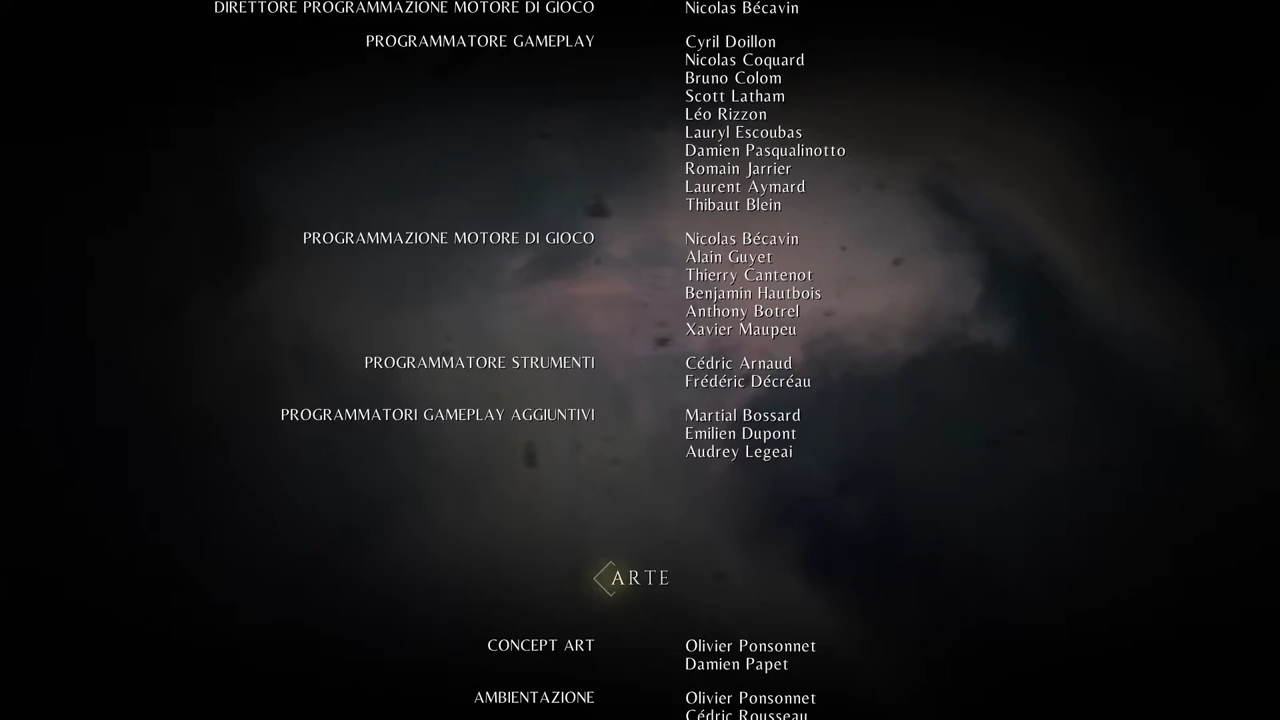 DIRETTORE PROGRAMMAZIONE MOTORE DI GIOCO Nicolas Bécavin
PROGRAMMATORE GAMEPLAY Cyril Doillon
Nicolas Coquard
Bruno Colom
Scott Latham
Léo Rizzon
Lauryl Escoubas
Damien Pasqualinotto
Romain Jarrier
Laurent Aymard
Thibaut Blein
PROGRAMMAZIONE MOTORE DI GIOCO Nicolas Bécavin
Alain Guyet
Thierry Cantenot
Benjamin Hautbois
Anthony Botrel
Xavier Maupeu
PROGRAMMATORE STRUMENTI Cédric Arnaud
Frédéric Décréau
PROGRAMMATORI GAMEPLAY AGGIUNTIVI Martial Bossard
Emilien Dupont
Audrey Legeai
ARTE
CONCEPT ART Olivier Ponsonnet
Damien Papet
AMBIENTAZIONE Olivier Ponsonnet
Cédric Rousseau